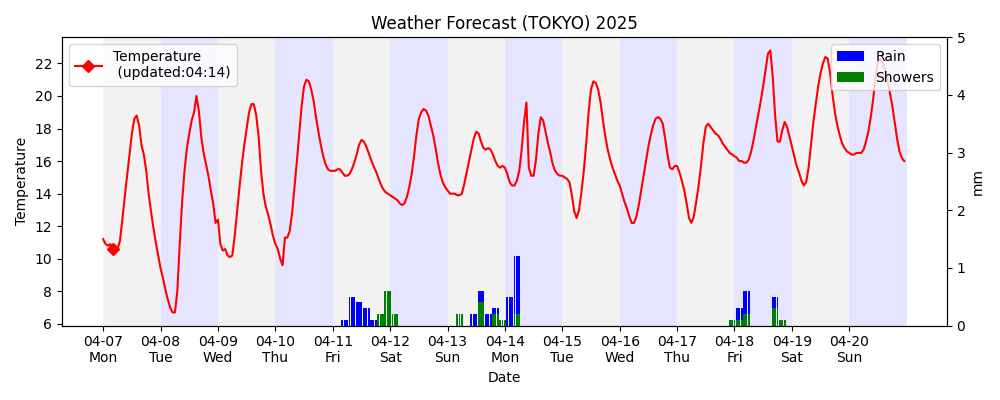 Weather Forecast (TOKYO) 2025
Temperature
(updated:04:14)
Rain
Showers
Temperature
22
20
18
16
14
12
10
8
6
5
4
3
2
1
0
mm
04-07 04-08 04-09 04-10 04-11 04-12 04-13 04-14 04-15 04-16 04-17 04-18 04-19 04-20
Mon Tue Wed Thu Fri Sat Sun Mon Tue Wed Thu Fri Sat Sun
Date